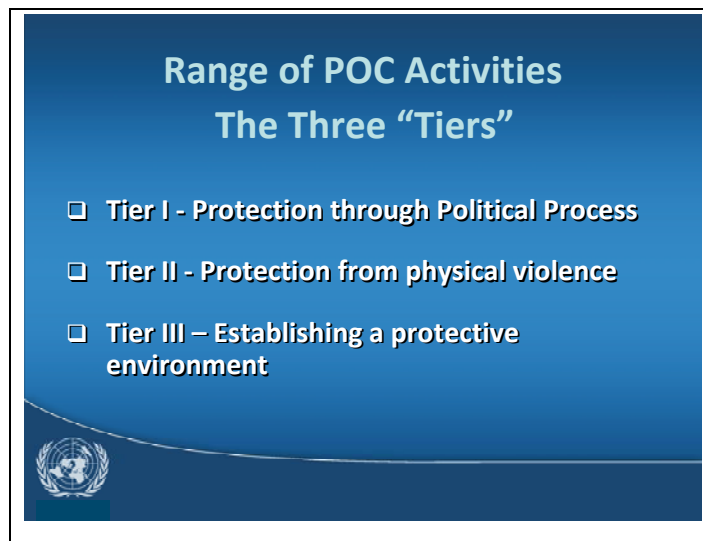 Range of POC Activities
The Three “Tiers”
❑ Tier I - Protection through Political Process
❑ Tier II - Protection from physical violence
❑ Tier III – Establishing a protective
environment